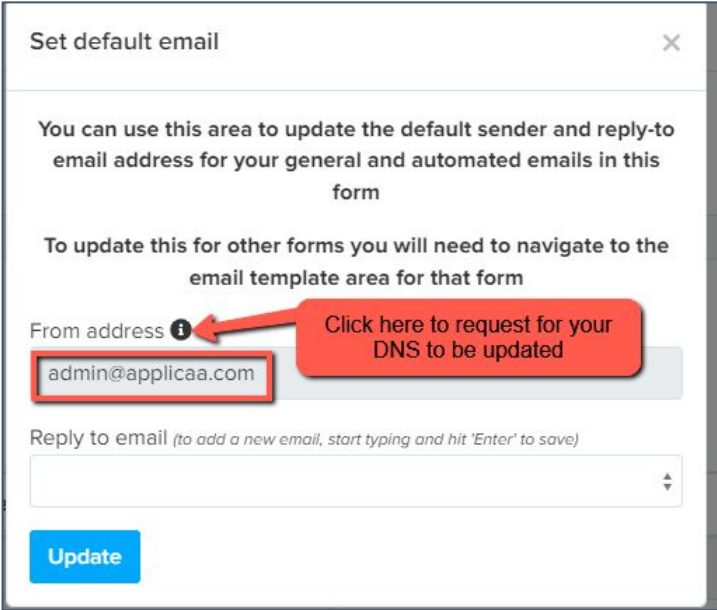 Set default email
You can use this area to update the default sender and reply-to
email address for your general and automated emails in this
form
To update this for other forms you will need to navigate to the
email template area for that form
From address
Click here to request for your
DNS to be updated
admin@applicaa.com
Reply to email (to add a new email, start typing and hit 'Enter' to save)
Update